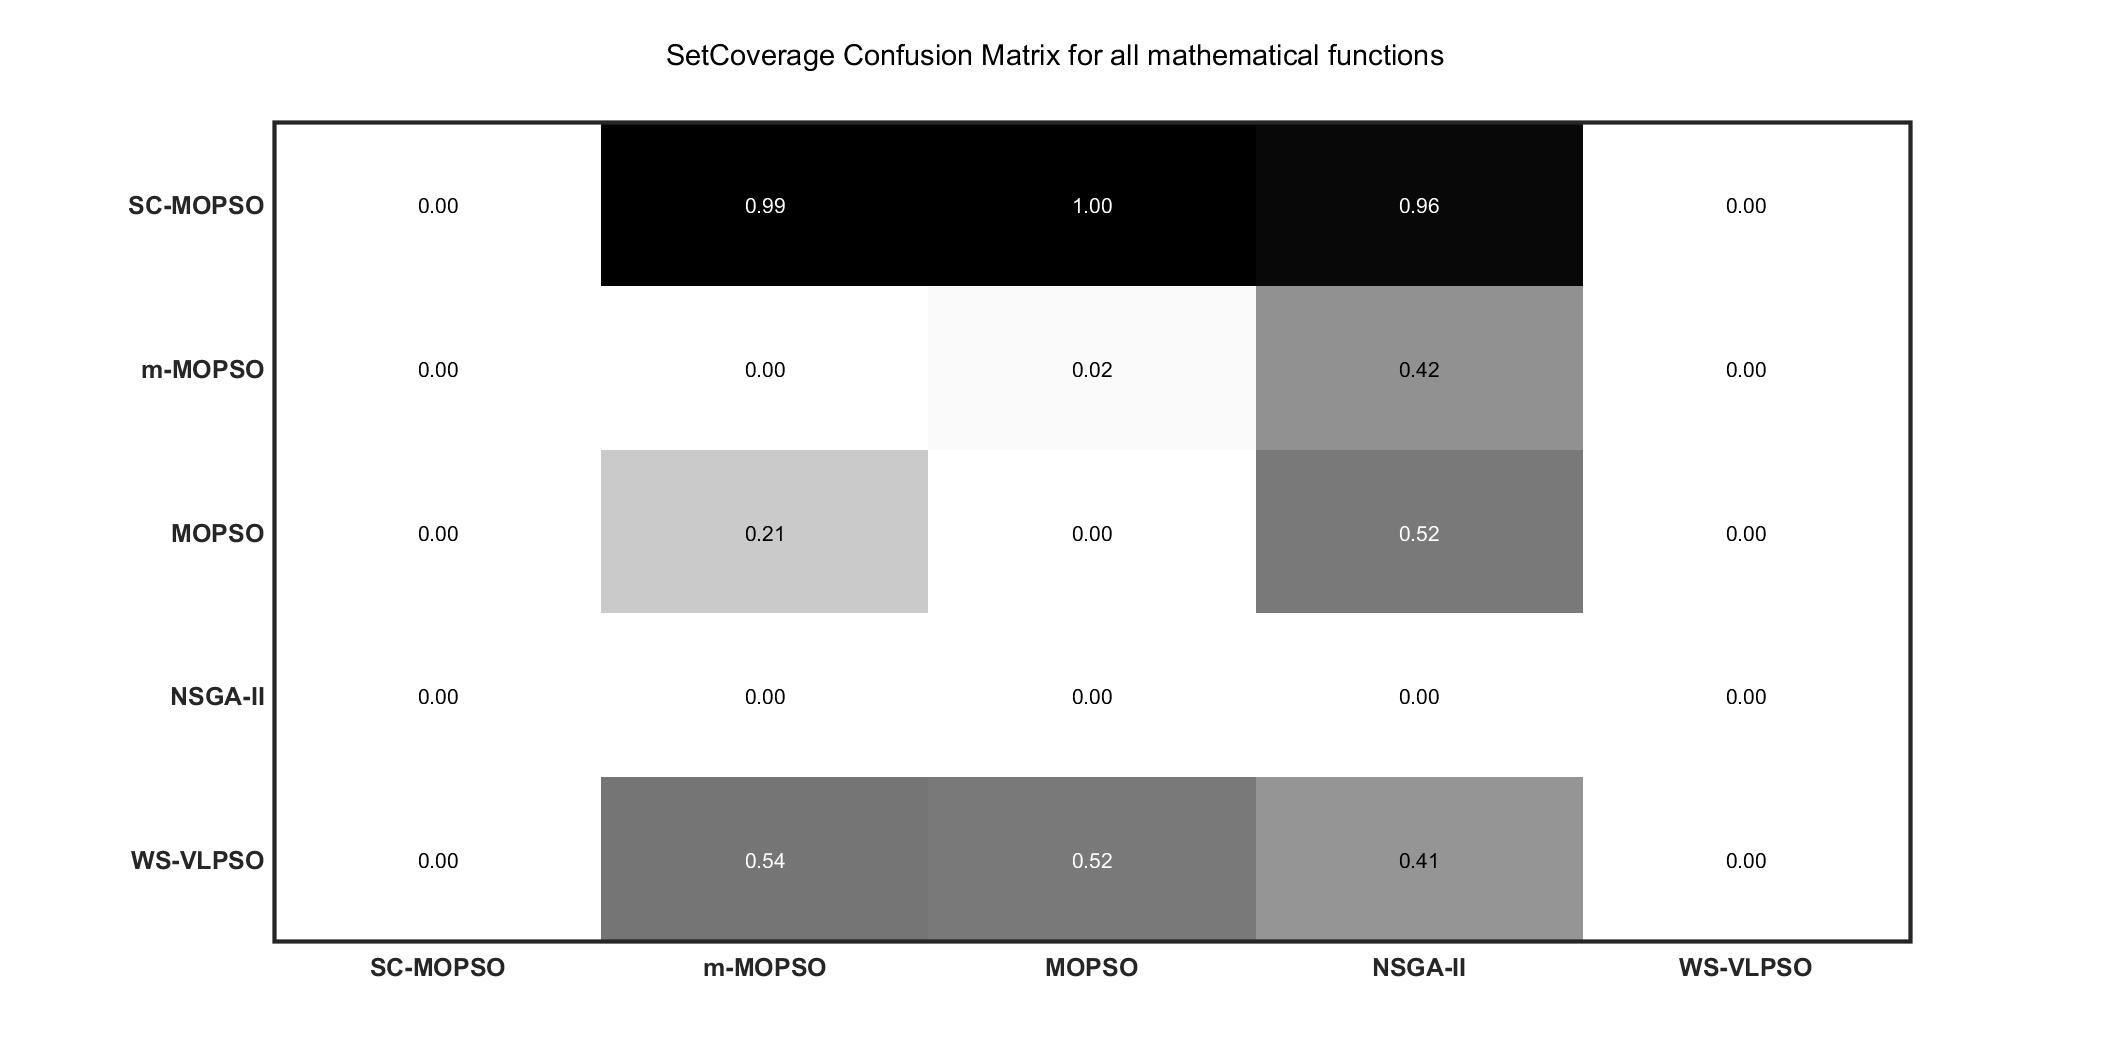 SetCoverage Confusion Matrix for all mathematical functions
SC-MOPSO 0.00 0.99 1.00 0.96 0.00
m-MOPSO 0.00 0.00 0.02 0.42 0.00
MOPSO 0.00 0.21 0.00 0.52 0.00
NSGA-II 0.00 0.00 0.00 0.00 0.00
WS-VLPSO 0.00 0.54 0.52 0.41 0.00
SC-MOPSO m-MOPSO MOPSO NSGA-II WS-VLPSO